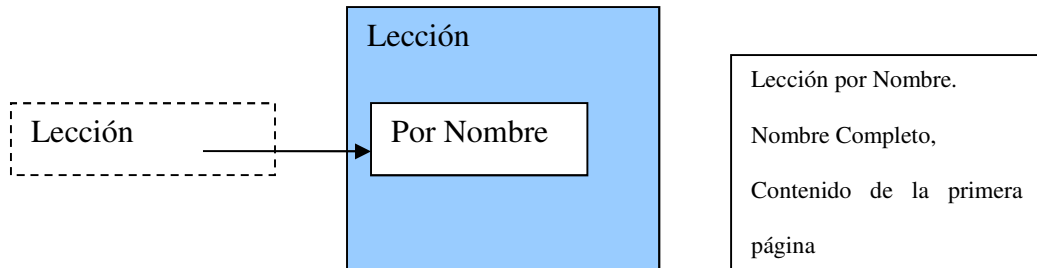 Lección
Lección
Por Nombre
Lección por Nombre.
Nombre Completo,
Contenido de la primera
página